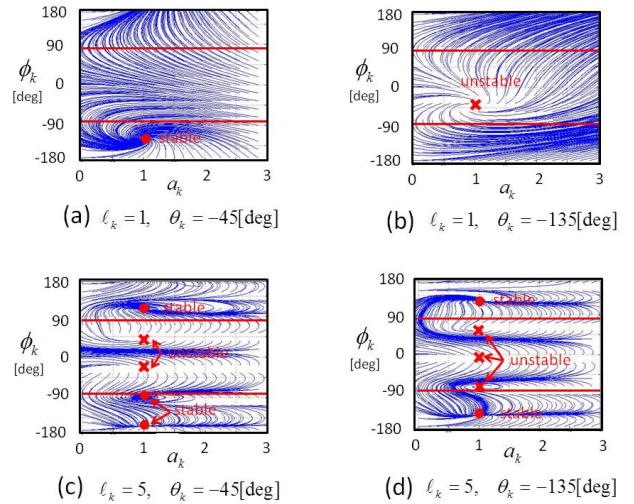 180
90
ϕk
0
[deg]
-90
stable
-180
0 1 2 3
ak
(a) ℓk = 1, θk = −45[deg]
180
90
unstable
ϕk
0
[deg]
-90
-180
0 1 2 3
ak
(b) ℓk = 1, θk = −135[deg]
180
stable
90
ϕk
0
unstable
[deg]
-90
stable
-180
0 1 2 3
ak
(c) ℓk = 5, θk = −45[deg]
180
stable
90
ϕk
0
unstable
[deg]
-90
stable
-180
0 1 2 3
ak
(d) ℓk = 5, θk = −135[deg]